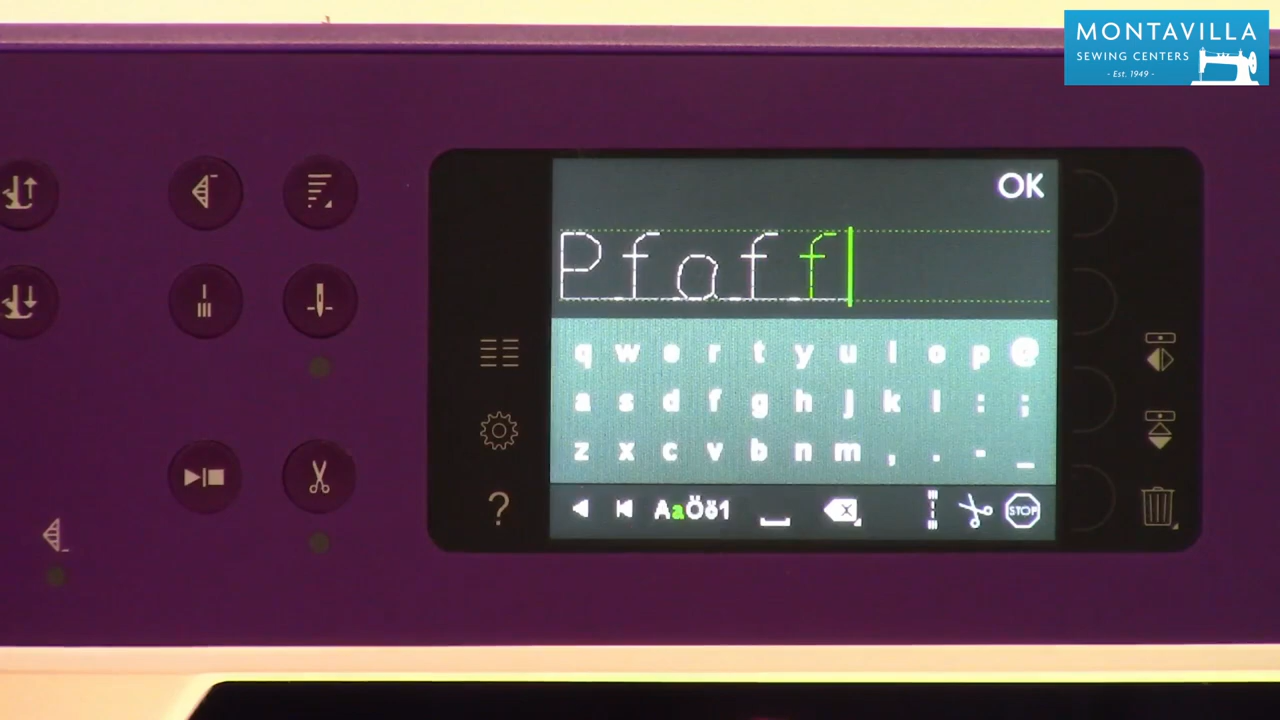 MONTAVILLA
SEWING CENTERS
- Est. 1949 -
OK
Pfaff
q w e r t y u i o p @
a s d f g h j k l : ;
z x c v b n m , . - _
AaÖö1
STOP
?